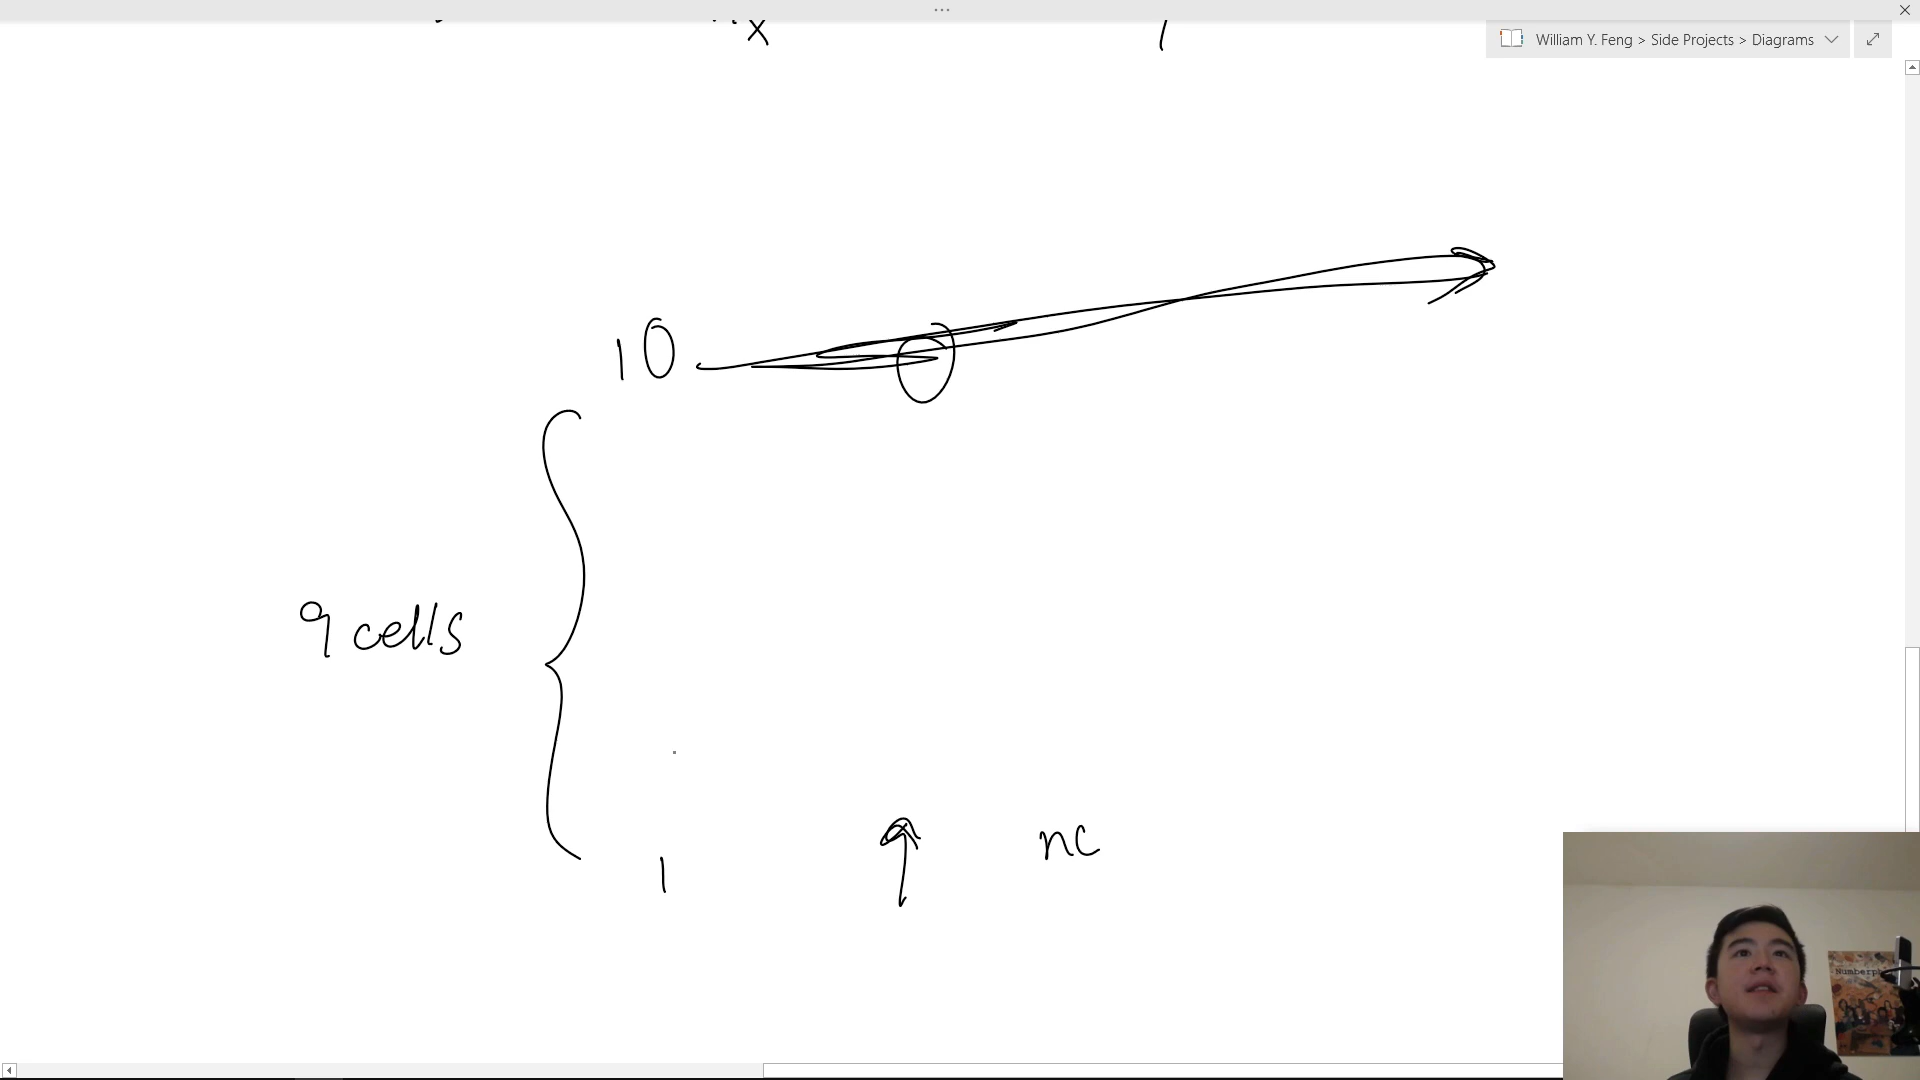 x
William Y. Feng > Side Projects > Diagrams
10
9 cells
1 nc